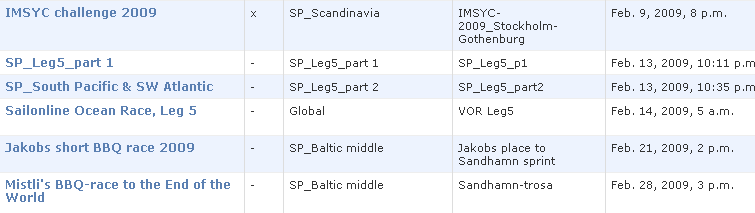 IMSYC challenge 2009 x SP_Scandinavia IMSYC- Feb. 9, 2009, 8 p.m.
2009_Stockholm-
Gothenburg
SP_Leg5_part 1 - SP_Leg5_part 1 SP_Leg5_p1 Feb. 13, 2009, 10:11 p.m
SP_South Pacific & SW Atlantic - SP_Leg5_part 2 SP_Leg5_part2 Feb. 13, 2009, 10:35 p.m
Sailonline Ocean Race, Leg 5 - Global VOR Leg5 Feb. 14, 2009, 5 a.m.
Jakobs short BBQ race 2009 - SP_Baltic middle Jakobs place to Feb. 21, 2009, 2 p.m.
Sandhamn sprint
Mistli's BBQ-race to the End of the - SP_Baltic middle Sandhamn-trosa Feb. 28, 2009, 3 p.m.
World